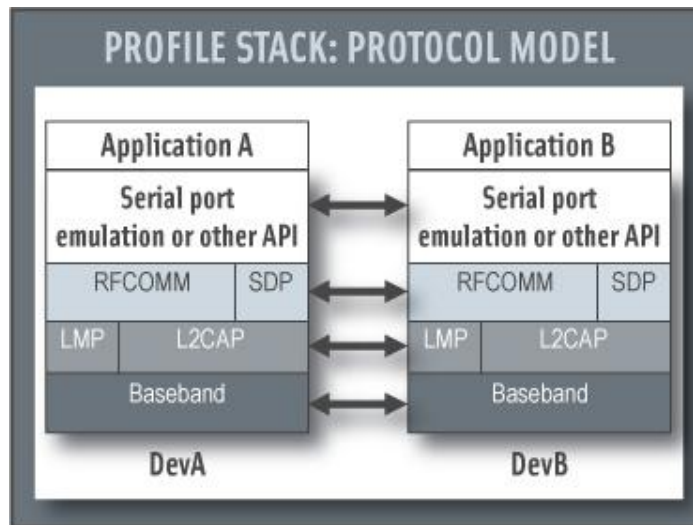 PROFILE STACK: PROTOCOL MODEL
Application A
Serial port
emulation or other API
RFCOMM SDP
LMP L2CAP
Baseband
DevA
Application B
Serial port
emulation or other API
RFCOMM SDP
LMP L2CAP
Baseband
DevB